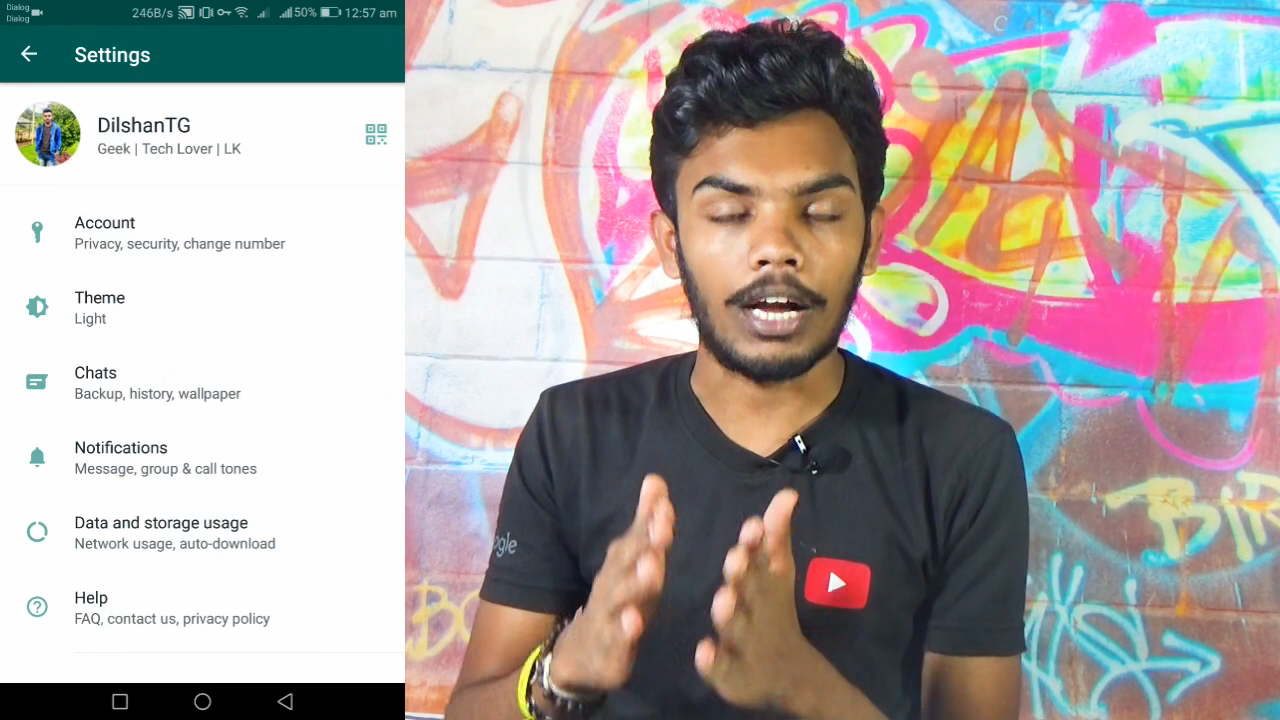 Dialog
Dialog
246B/s
50%
12:57 am
Settings
DilshanTG
Geek | Tech Lover | LK
Account
Privacy, security, change number
Theme
Light
Chats
Backup, history, wallpaper
Notifications
Message, group & call tones
Data and storage usage
Network usage, auto-download
Help
FAQ, contact us, privacy policy
ogle